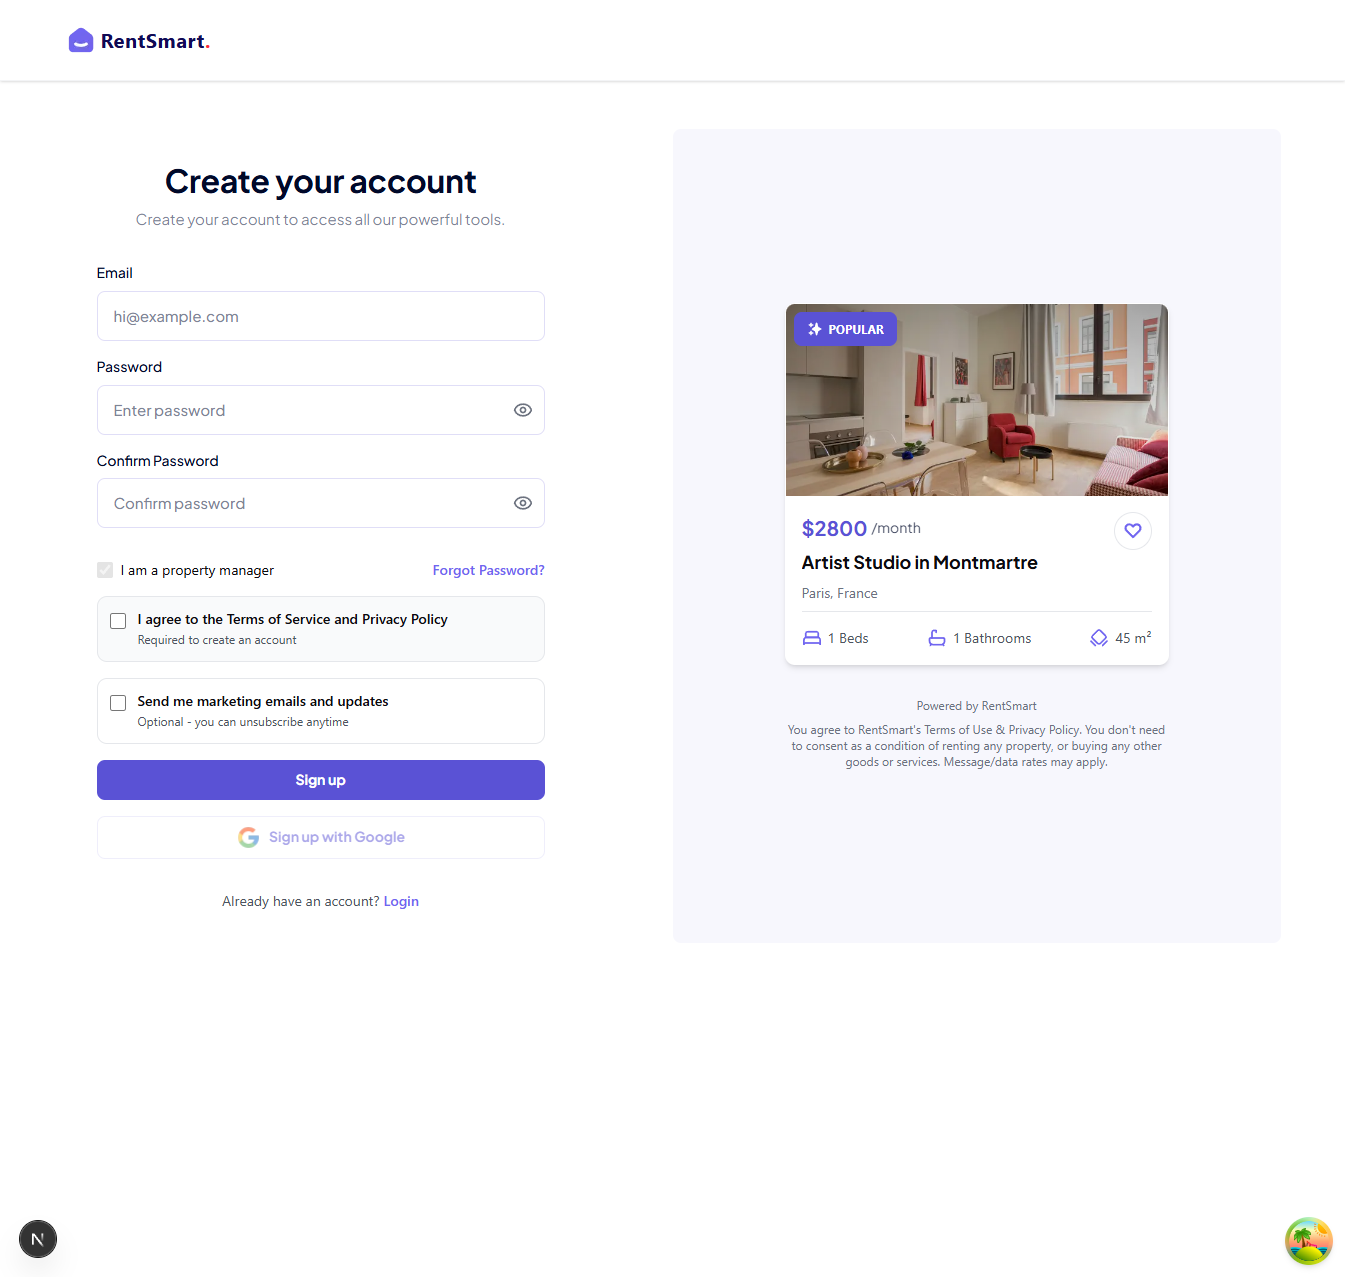 RentSmart.
Create your account
Create your account to access all our powerful tools.
Email
hi@example.com
Password
Enter password
Confirm Password
Confirm password
I am a property manager
Forgot Password?
I agree to the Terms of Service and Privacy Policy
Required to create an account
Send me marketing emails and updates
Optional - you can unsubscribe anytime
Sign up
Sign up with Google
Already have an account? Login
POPULAR
$2800 /month
Artist Studio in Montmartre
Paris, France
1 Beds
1 Bathrooms
45 m²
Powered by RentSmart
You agree to RentSmart's Terms of Use & Privacy Policy. You don't need
to consent as a condition of renting any property, or buying any other
goods or services. Message/data rates may apply.
N